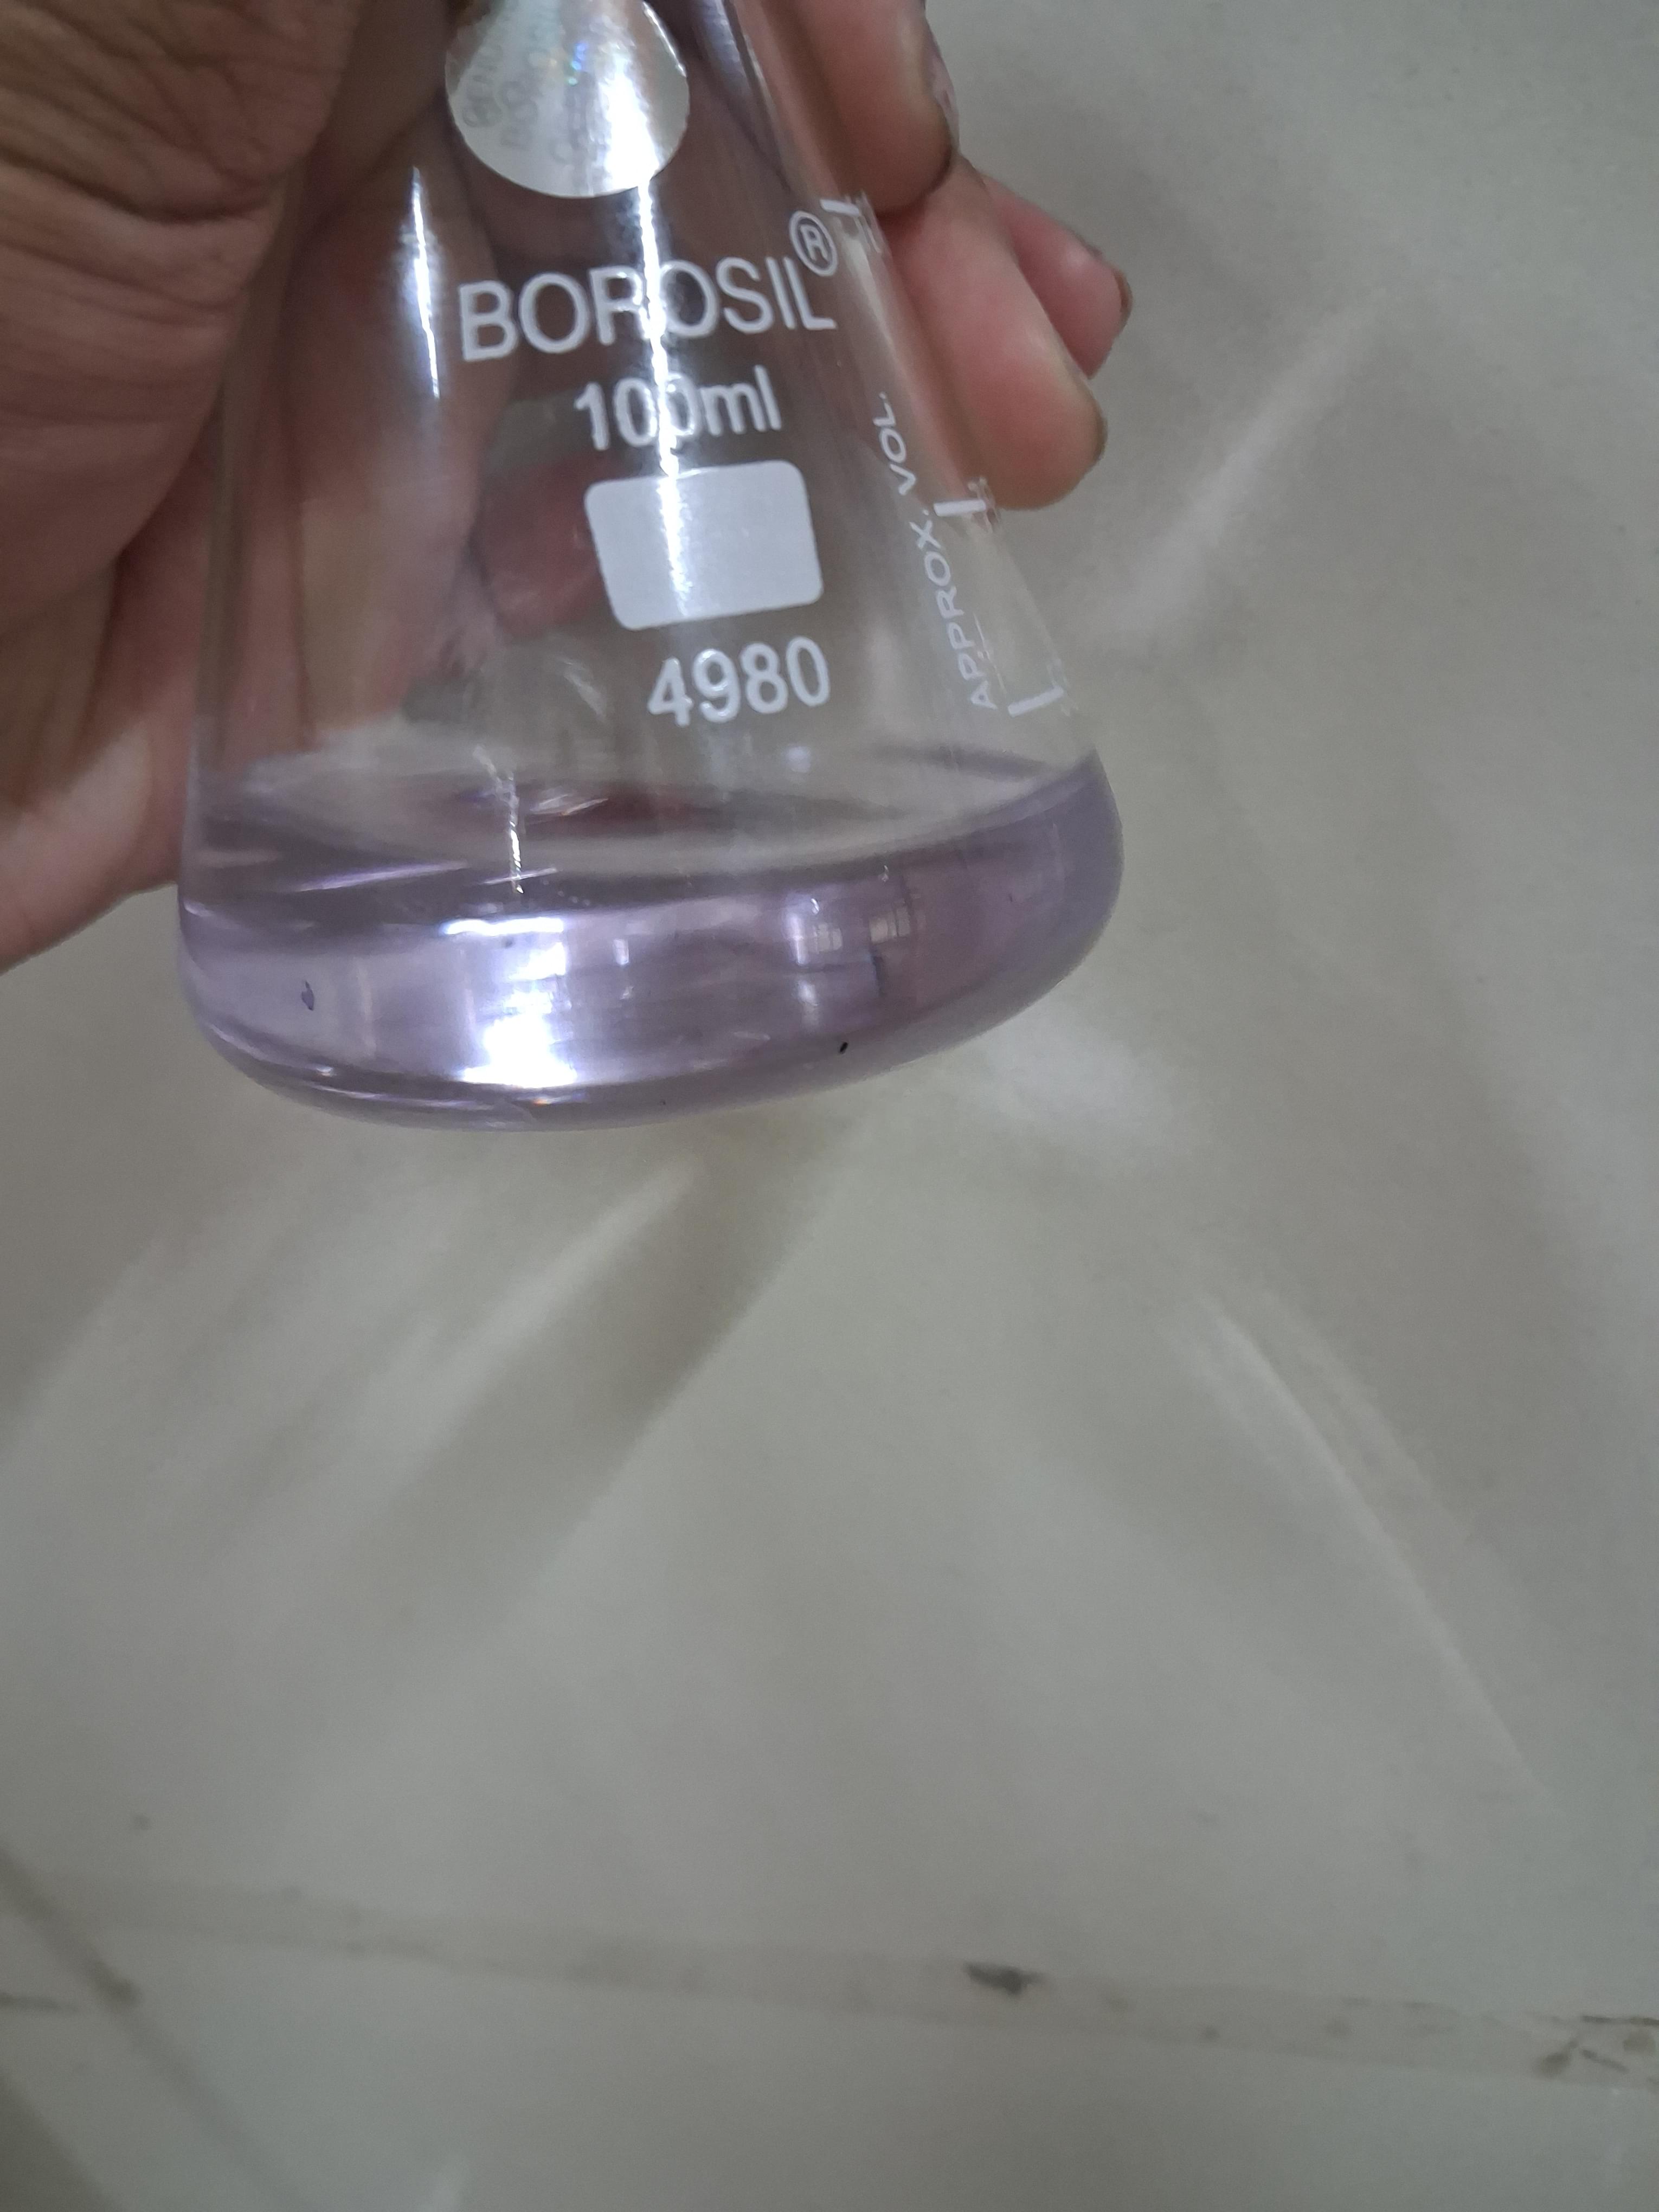 BOROSIL®
100ml
APPROX. VOL.
4980